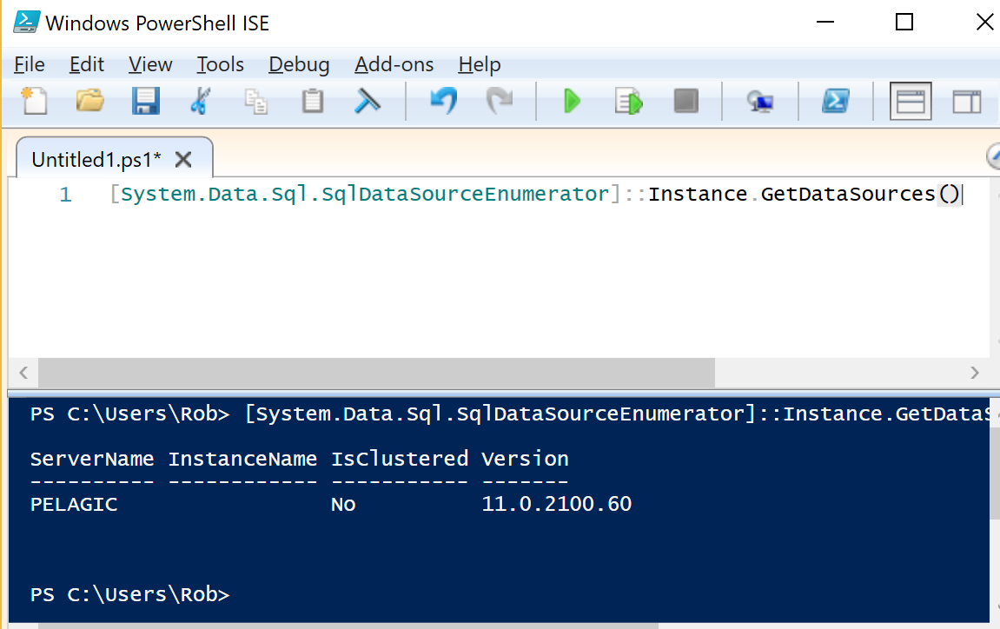 Windows PowerShell ISE
File Edit View Tools Debug Add-ons Help
Untitled1.ps1*
1 [System.Data.Sql.SqlDataSourceEnumerator]::Instance.GetDataSources()
PS C:\Users\Rob> [System.Data.Sql.SqlDataSourceEnumerator]::Instance.GetDataS
ServerName InstanceName IsClustered Version
---------- ------------ ----------- -------
PELAGIC No 11.0.2100.60
PS C:\Users\Rob>